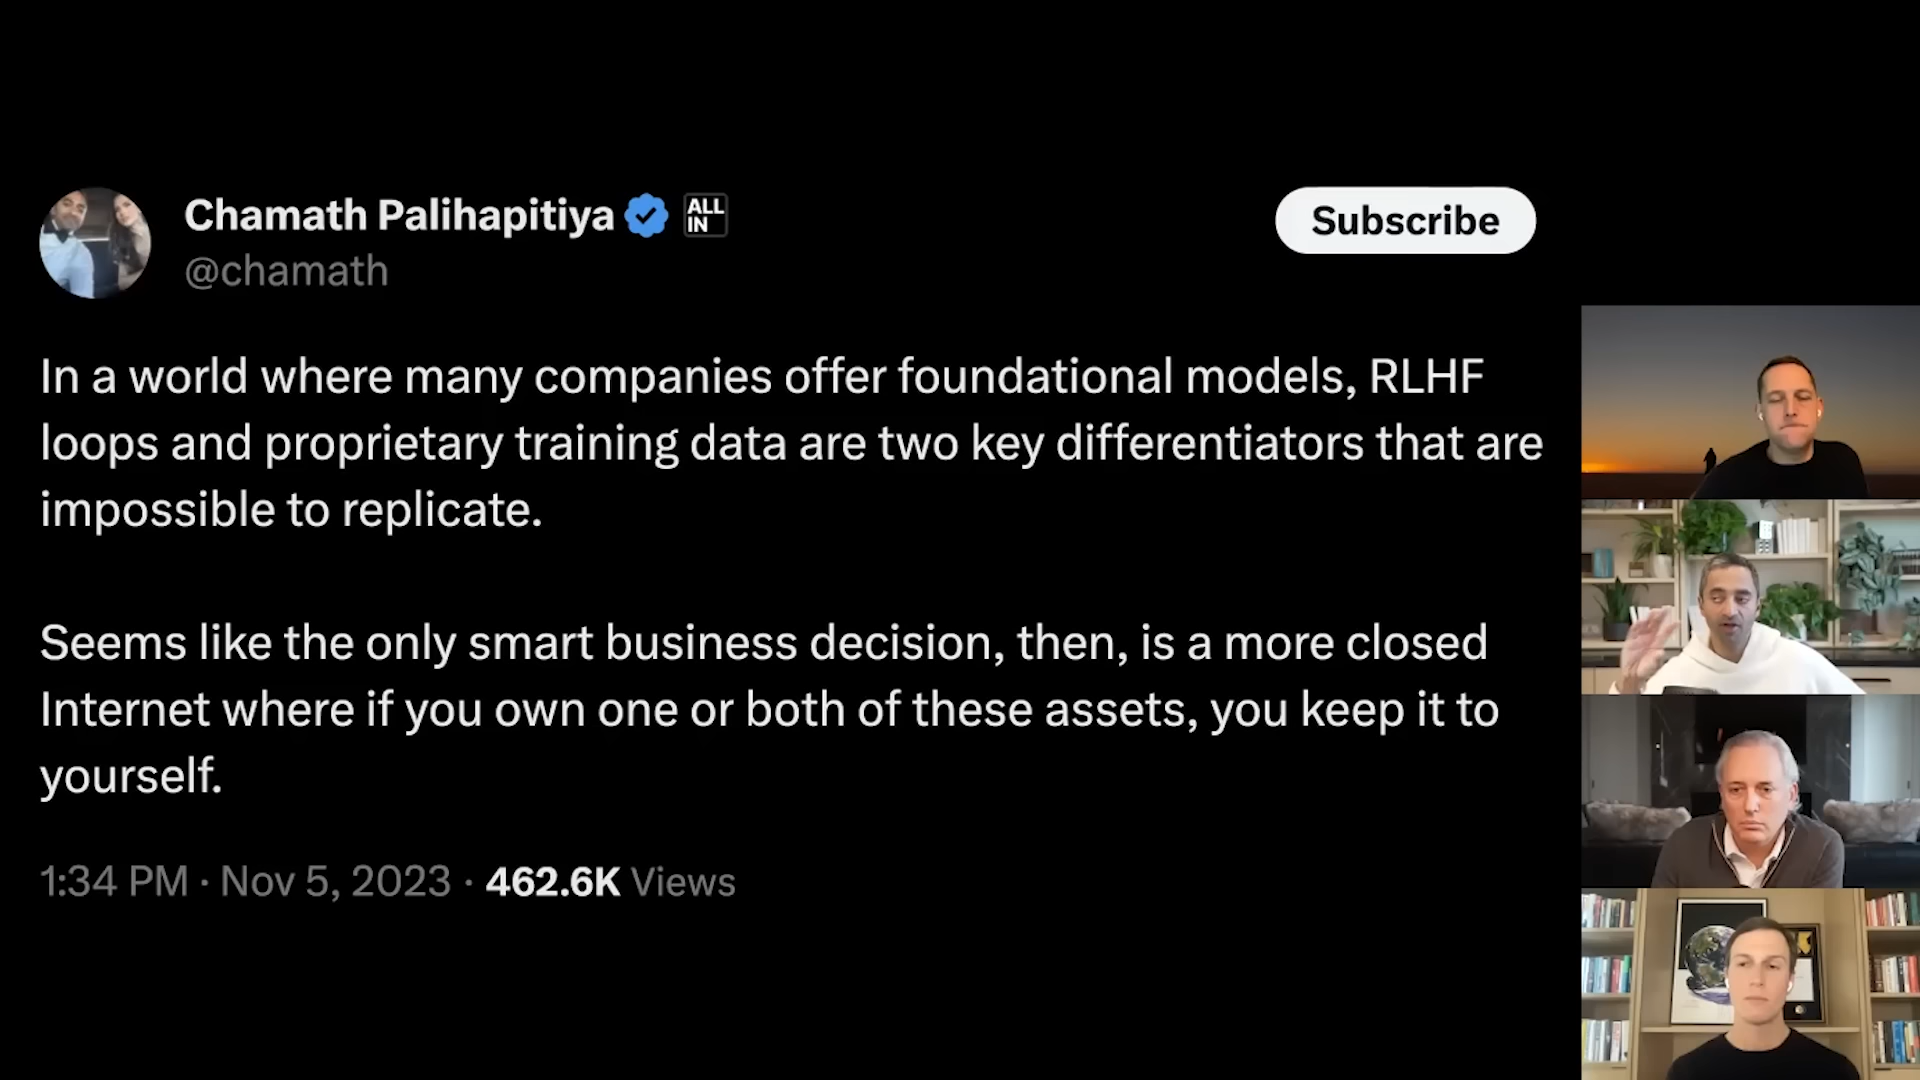 Chamath Palihapitiya ALL IN
@chamath
Subscribe
In a world where many companies offer foundational models, RLHF
loops and proprietary training data are two key differentiators that are
impossible to replicate.
Seems like the only smart business decision, then, is a more closed
Internet where if you own one or both of these assets, you keep it to
yourself.
1:34 PM · Nov 5, 2023 · 462.6K Views